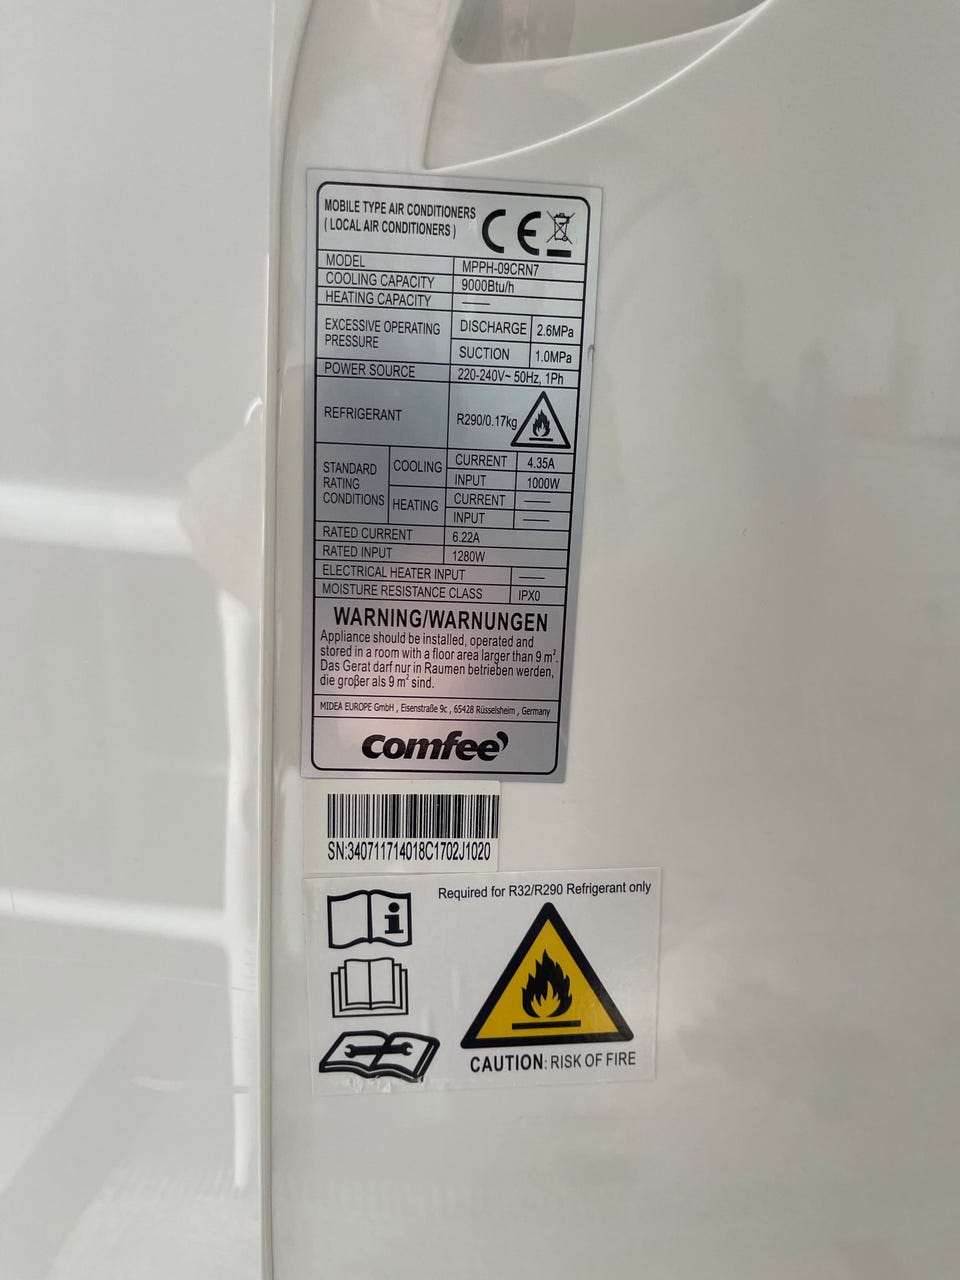 MOBILE TYPE AIR CONDITIONERS
( LOCAL AIR CONDITIONERS )
CE
MODEL MPPH-09CRN7
COOLING CAPACITY 9000Btu/h
HEATING CAPACITY ——
EXCESSIVE OPERATING PRESSURE DISCHARGE 2.6MPa
SUCTION 1.0MPa
POWER SOURCE 220-240V~ 50Hz, 1Ph
REFRIGERANT R290/0.17kg
STANDARD RATING CONDITIONS COOLING CURRENT 4.35A
INPUT 1000W
HEATING CURRENT ——
INPUT ——
RATED CURRENT 6.22A
RATED INPUT 1280W
ELECTRICAL HEATER INPUT ——
MOISTURE RESISTANCE CLASS IPX0
WARNING/WARNUNGEN
Appliance should be installed, operated and
stored in a room with a floor area larger than 9 m².
Das Gerat darf nur in Raumen betrieben werden,
die großer als 9 m² sind.
MIDEA EUROPE GmbH , Eisenstraße 9c , 65428 Rüsselsheim , Germany
comfee'
SN:340711714018C1702J1020
Required for R32/R290 Refrigerant only
i
CAUTION: RISK OF FIRE